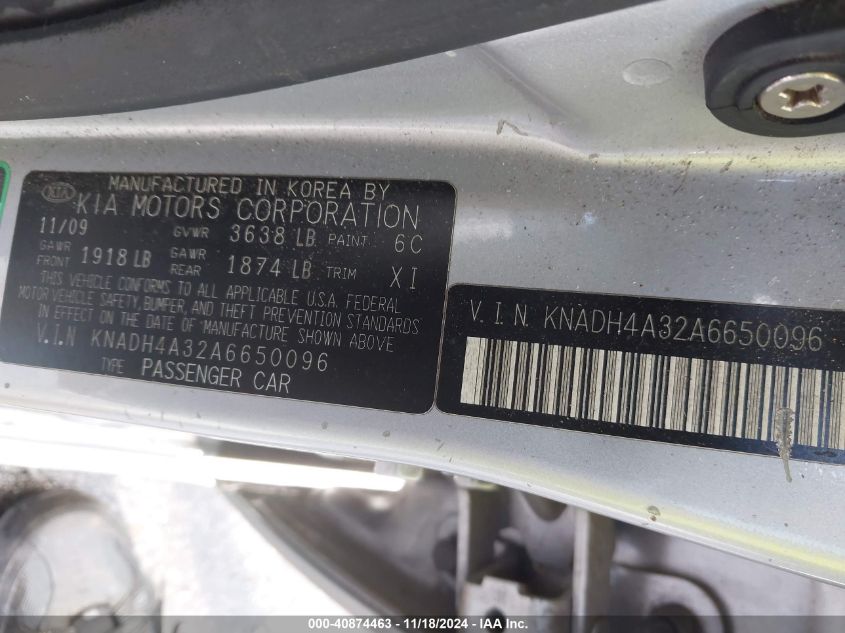 KIA
MANUFACTURED IN KOREA BY
KIA MOTORS CORPORATION
11/09 GVWR 3638 LB PAINT 6C
GAWR FRONT 1918 LB GAWR REAR 1874 LB TRIM XI
THIS VEHICLE CONFORMS TO ALL APPLICABLE U.S.A. FEDERAL
MOTOR VEHICLE SAFETY, BUMPER, AND THEFT PREVENTION STANDARDS
IN EFFECT ON THE DATE OF MANUFACTURE SHOWN ABOVE
V.I.N KNADH4A32A6650096
TYPE PASSENGER CAR
V.I.N. KNADH4A32A6650096
000-40874463 - 11/18/2024 - IAA Inc.